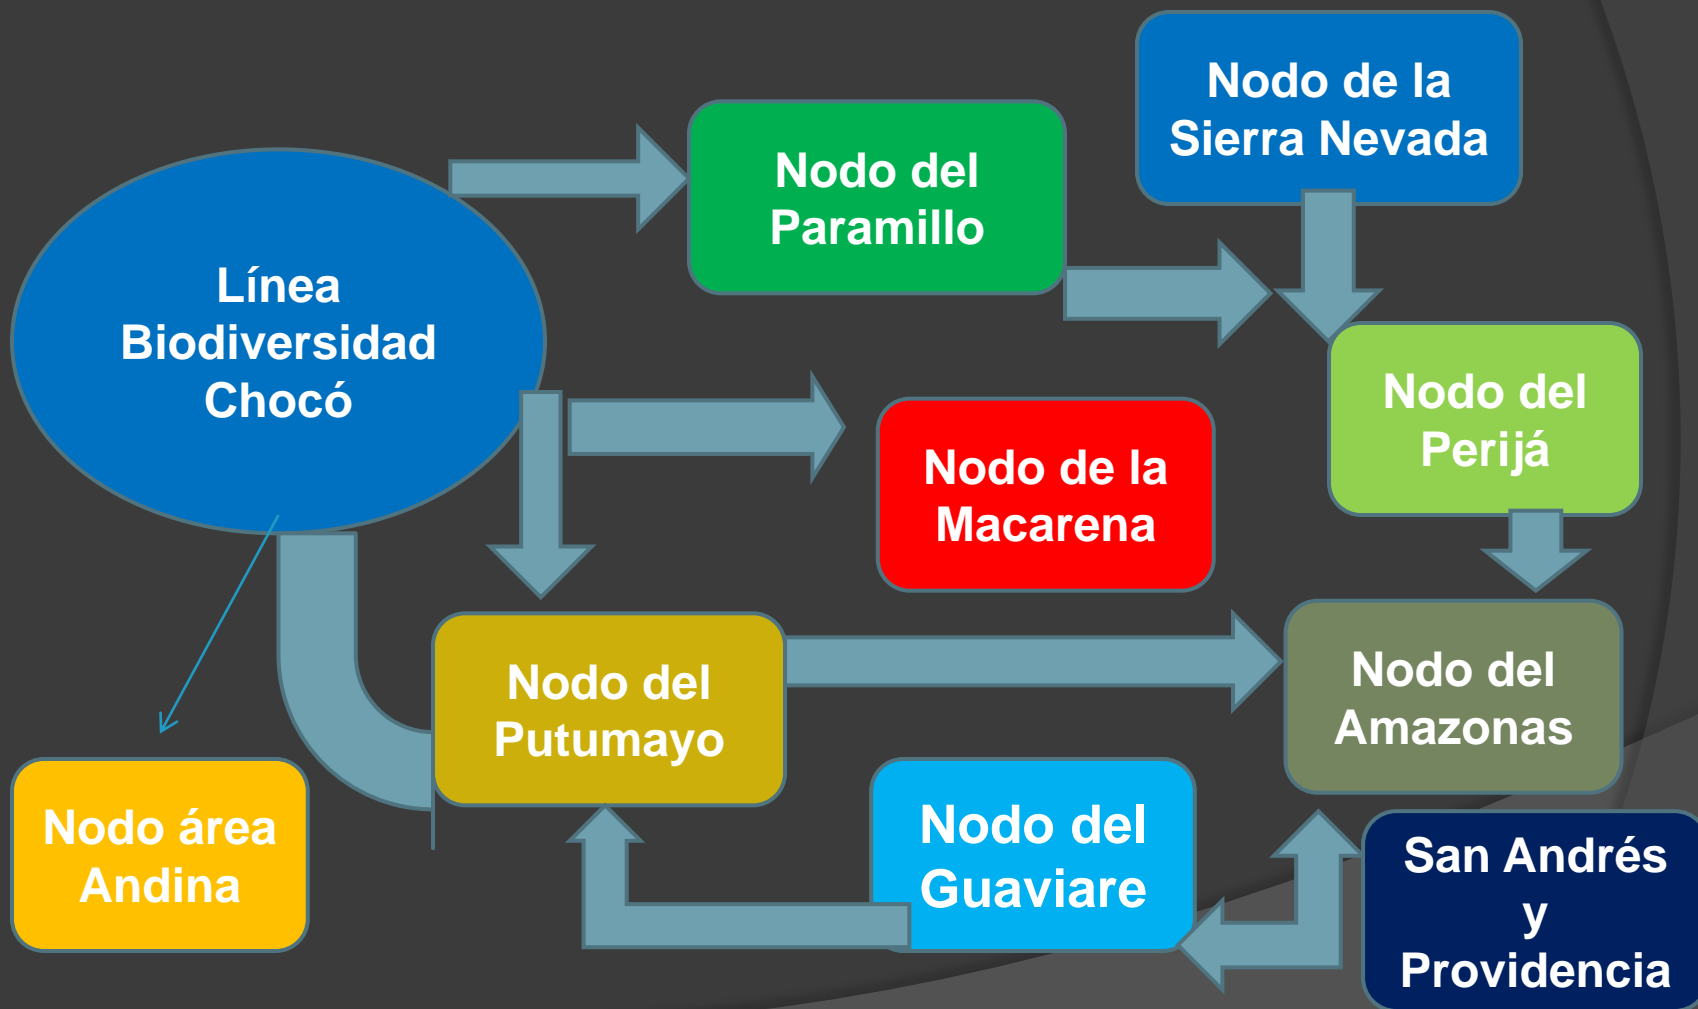 Línea
Biodiversidad
Chocó
Nodo del
Paramillo
Nodo de la
Sierra Nevada
Nodo del
Perijá
Nodo de la
Macarena
Nodo del
Putumayo
Nodo del
Amazonas
Nodo área
Andina
Nodo del
Guaviare
San Andrés
y
Providencia